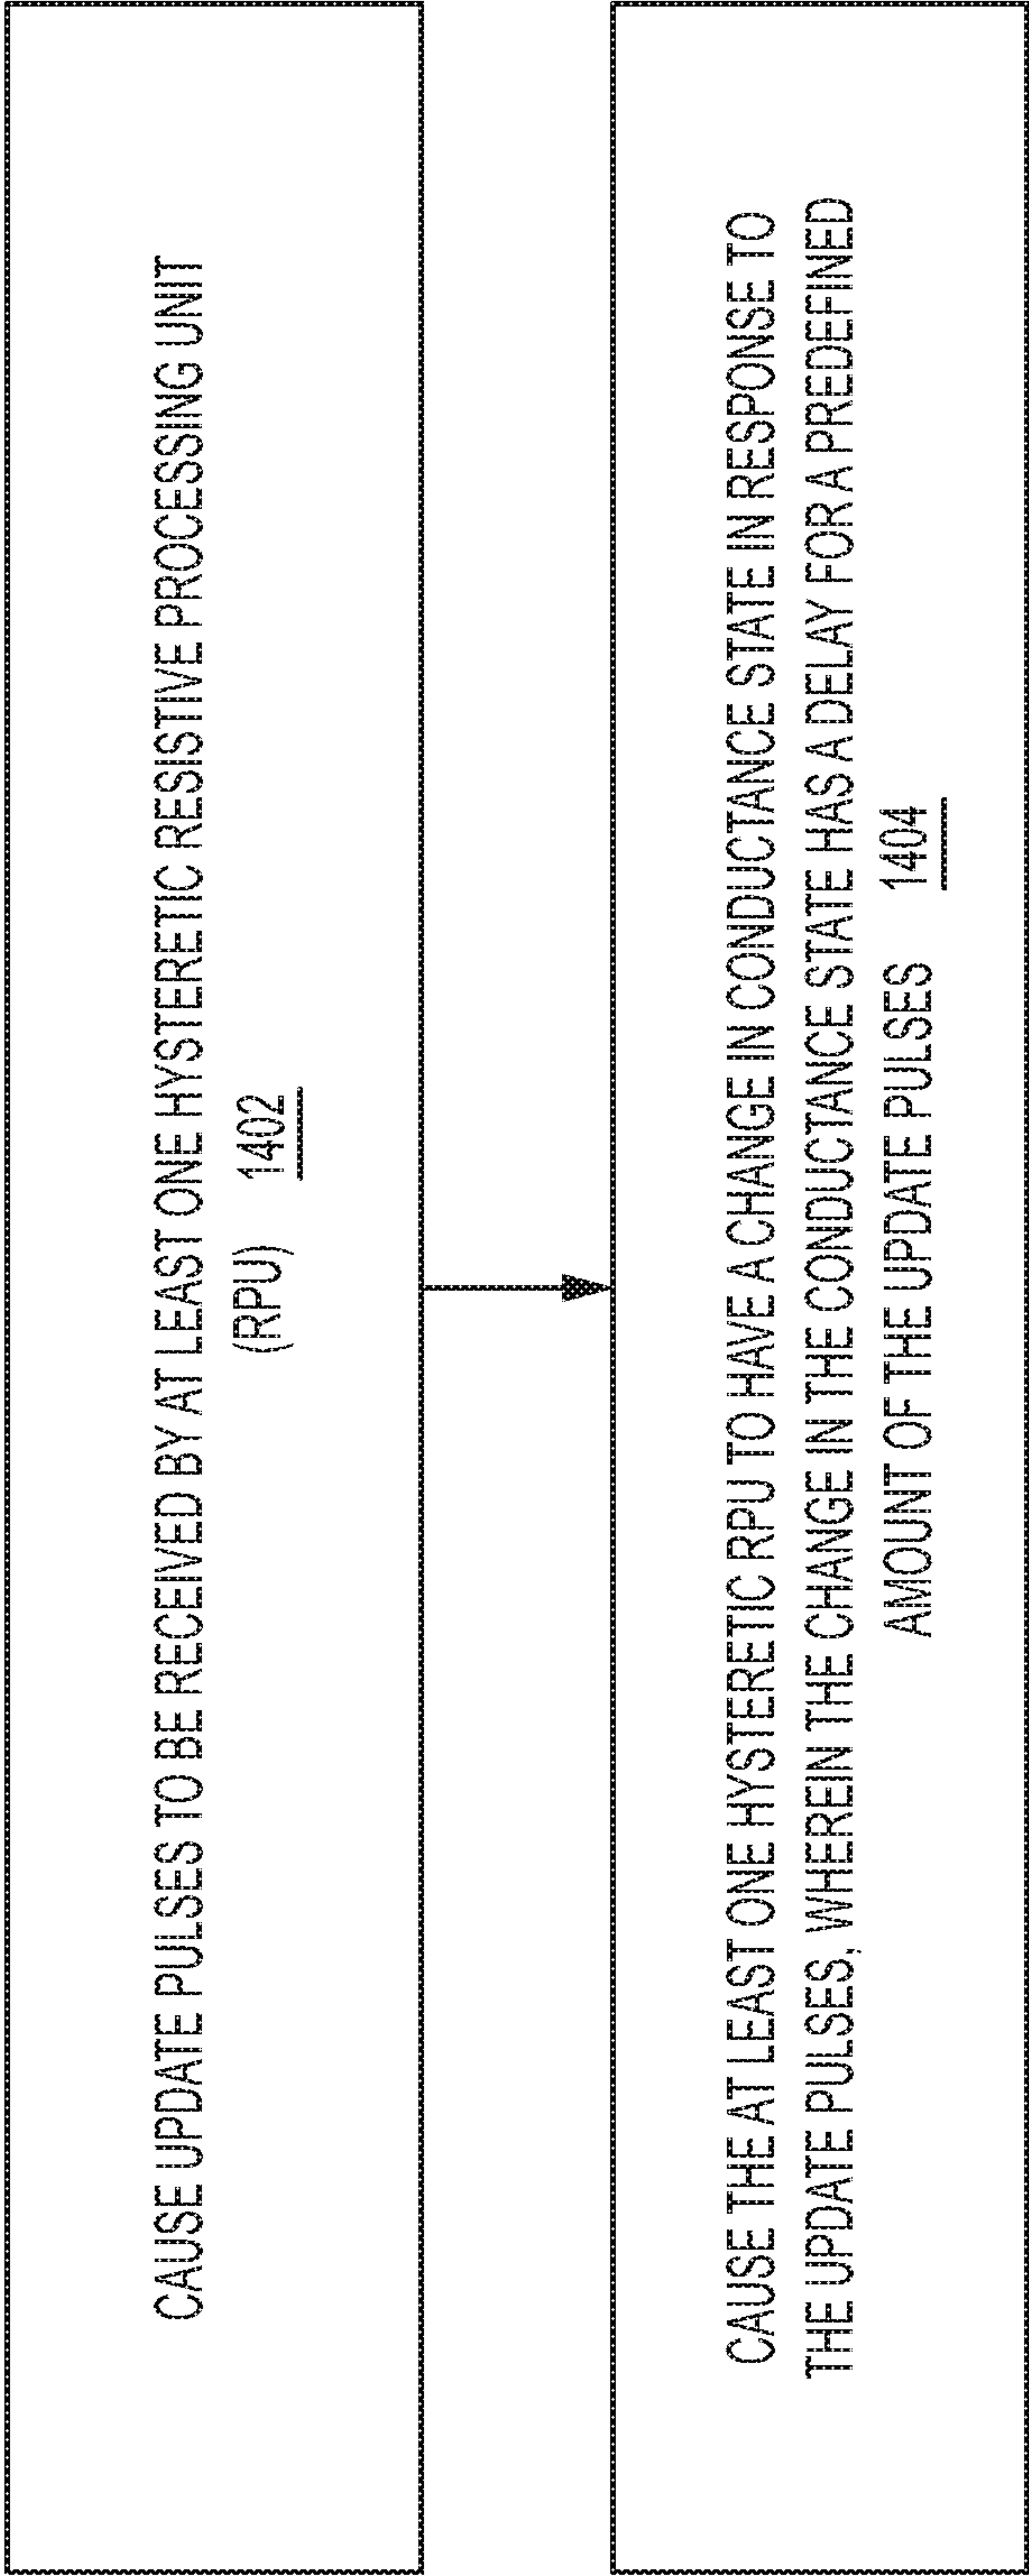 CAUSE UPDATE PULSES TO BE RECEIVED BY AT LEAST ONE HYSTERETIC RESISTIVE PROCESSING UNIT
(RPU) 1402
CAUSE THE AT LEAST ONE HYSTERETIC RPU TO HAVE A CHANGE IN CONDUCTANCE STATE IN RESPONSE TO
THE UPDATE PULSES, WHEREIN THE CHANGE IN THE CONDUCTANCE STATE HAS A DELAY FOR A PREDEFINED
AMOUNT OF THE UPDATE PULSES 1404